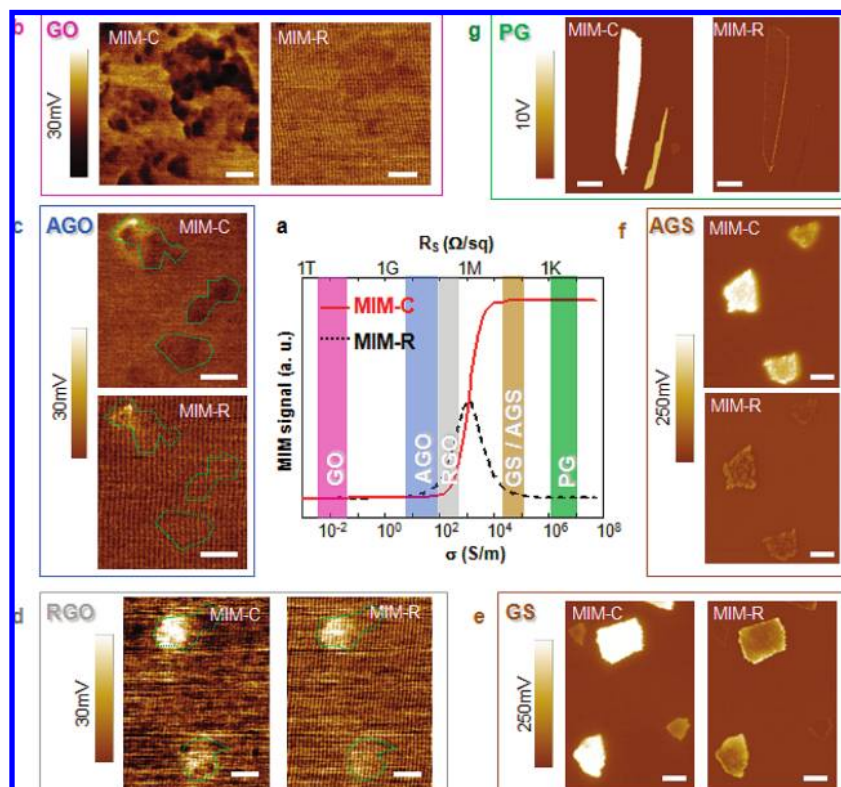 b GO
MIM-C
MIM-R
30mV
g PG
MIM-C
MIM-R
10V
c AGO
MIM-C
MIM-R
30mV
a
R_S (Ω/sq)
1T 1G 1M 1K
MIM-C
MIM-R
MIM signal (a. u.)
GO
AGO
RGO
GS / AGS
PG
10⁻² 10⁰ 10² 10⁴ 10⁶ 10⁸
σ (S/m)
f AGS
MIM-C
MIM-R
250mV
d RGO
MIM-C
MIM-R
30mV
e GS
MIM-C
MIM-R
250mV